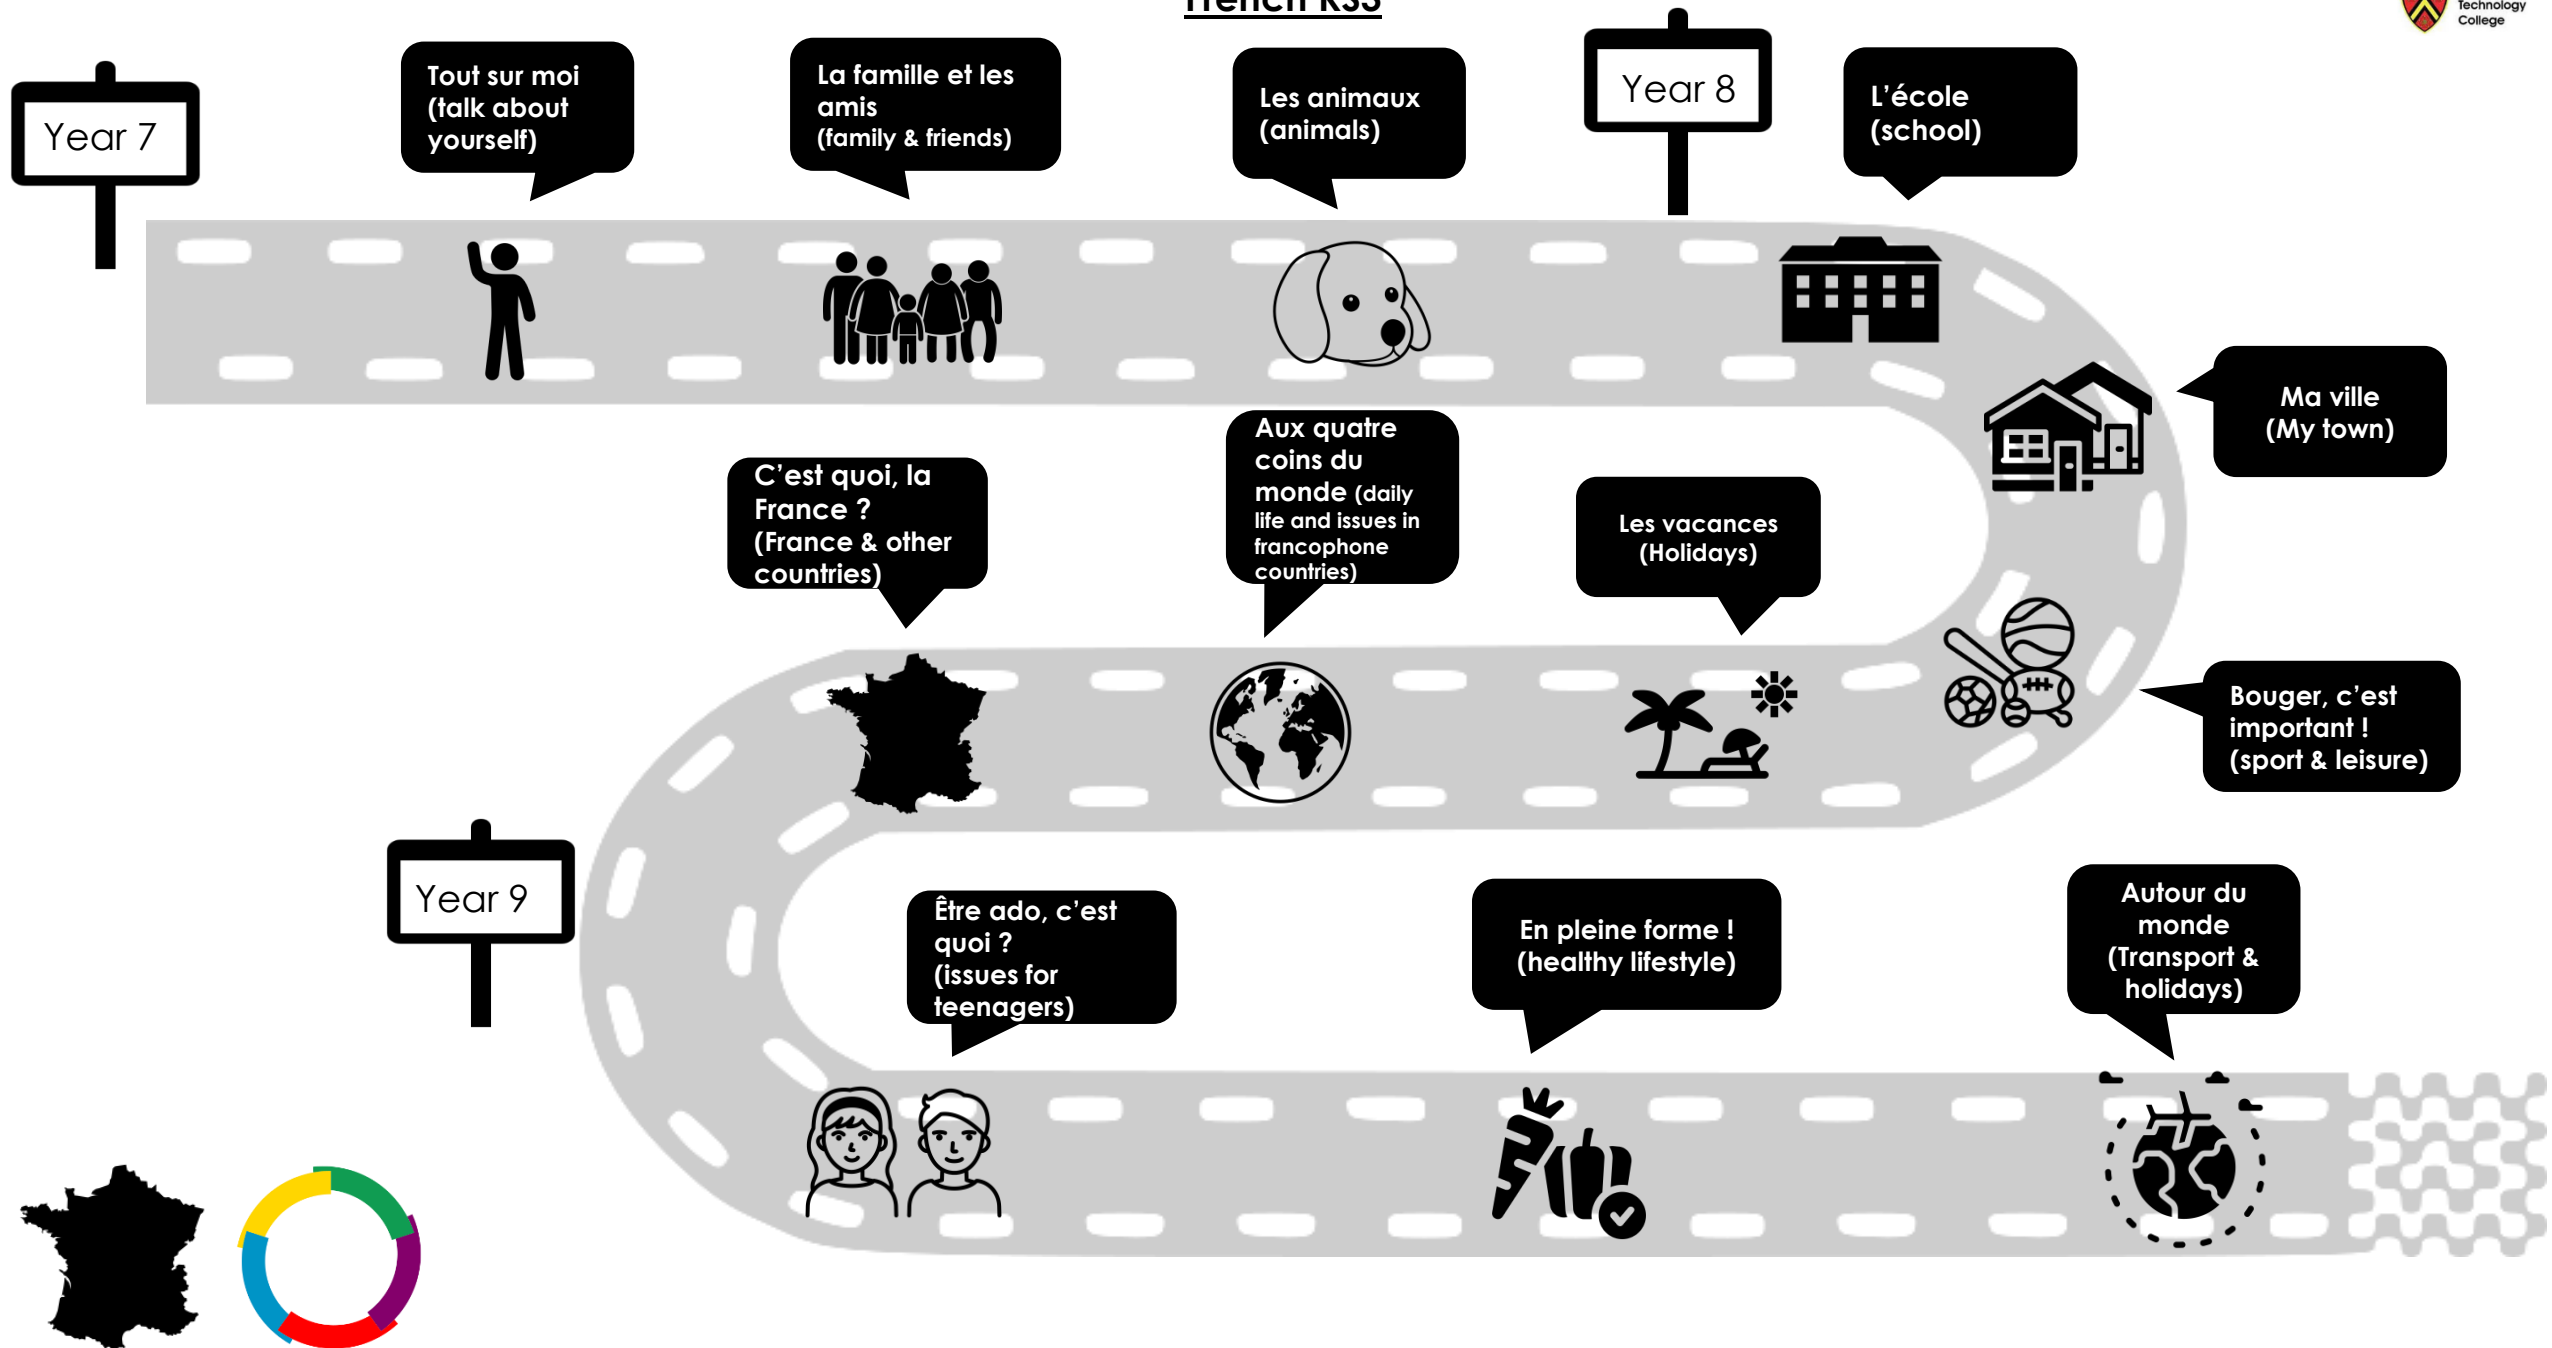 French KS3
Technology
College
Year 7
Tout sur moi
(talk about
yourself)
La famille et les
amis
(family & friends)
Les animaux
(animals)
Year 8
L’école
(school)
Ma ville
(My town)
Bouger, c’est
important !
(sport & leisure)
Les vacances
(Holidays)
Aux quatre
coins du
monde (daily
life and issues in
francophone
countries)
C’est quoi, la
France ?
(France & other
countries)
Year 9
Être ado, c’est
quoi ?
(issues for
teenagers)
En pleine forme !
(healthy lifestyle)
Autour du
monde
(Transport &
holidays)